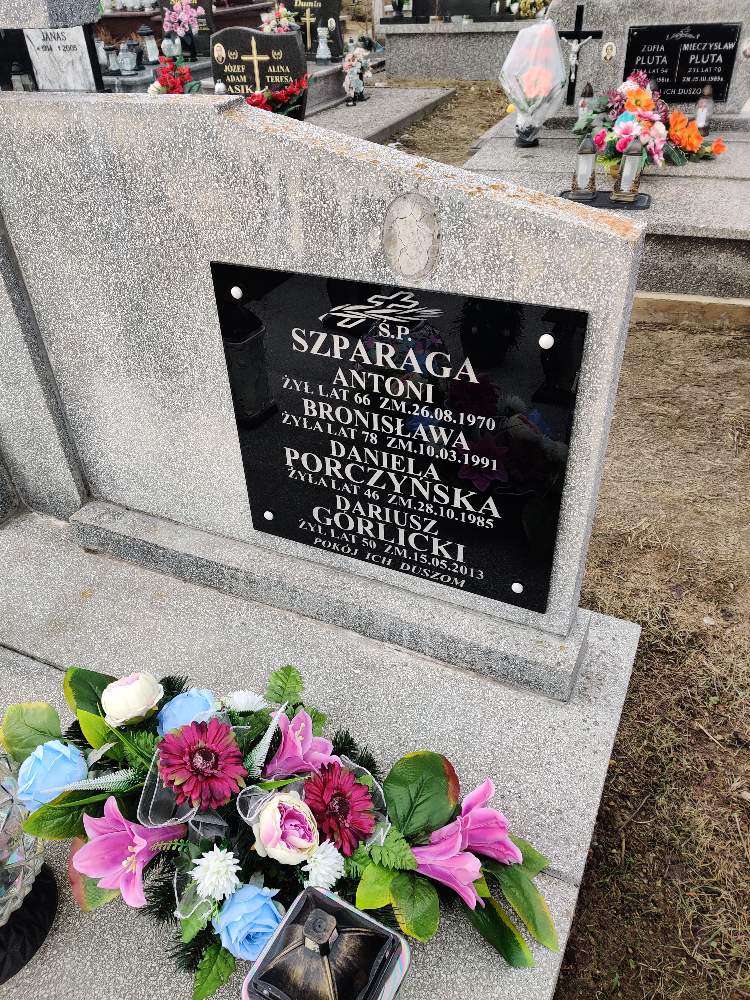 JANAS
JÓZEF ALINA
ADAM TERESA
ZOFIA MIECZYSŁAW
PLUTA PLUTA
Ś.P.
SZPARAGA
ANTONI
ŻYŁ LAT 66 ZM.26.08.1970
BRONISŁAWA
ŻYŁA LAT 78 ZM.10.03.1991
DANIELA
PORCZYŃSKA
ŻYŁA LAT 46 ZM.28.10.1985
DARIUSZ
GÓRLICKI
ŻYŁ LAT 50 ZM.15.05.2013
POKÓJ ICH DUSZOM